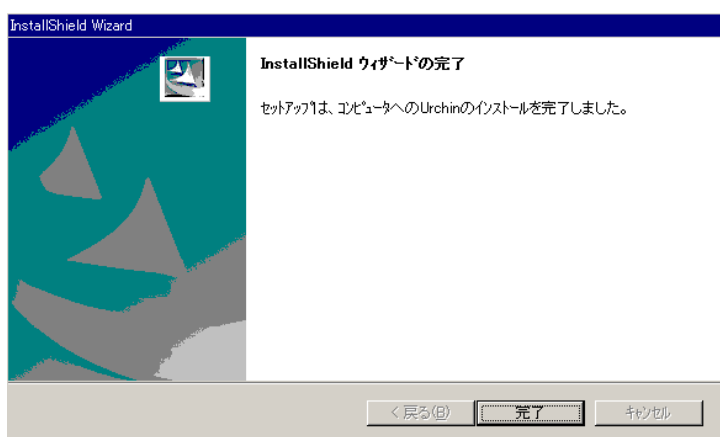 InstallShield Wizard
InstallShield ウィザードの完了
セットアップは、コンピュータへのUrchinのインストールを完了しました。
< 戻る(B)
完了
キャンセル